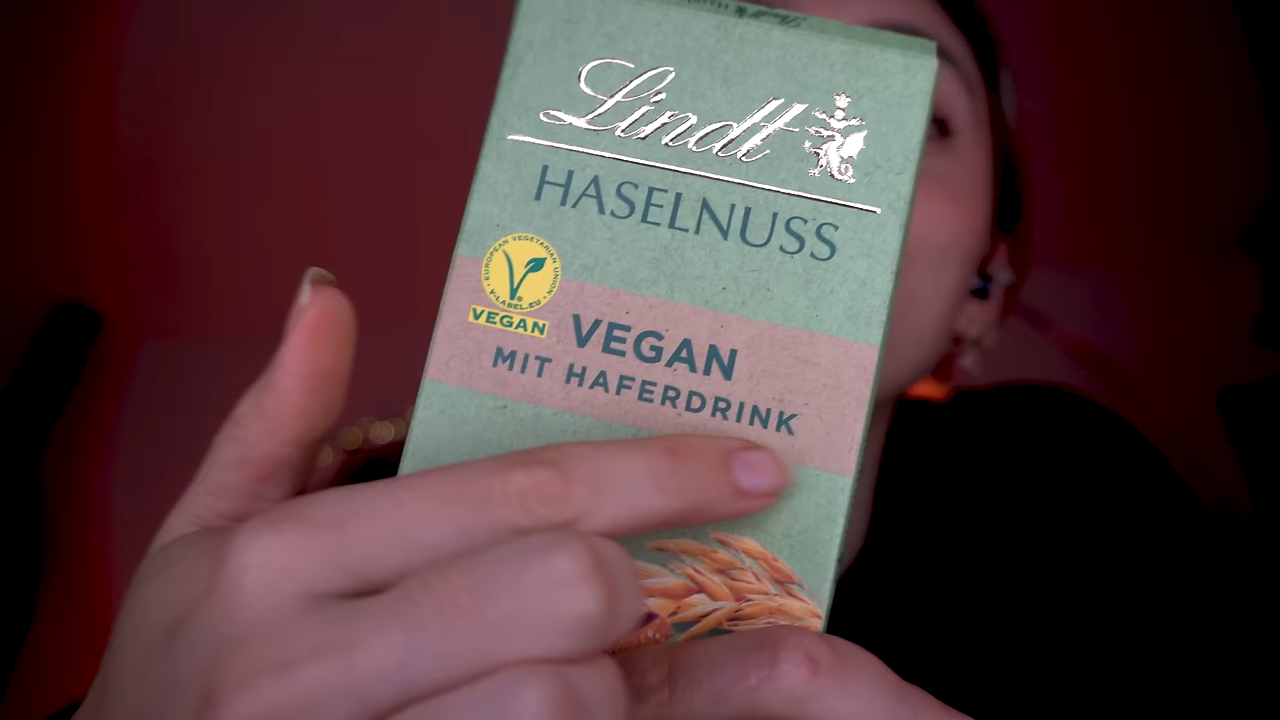 Lindt
HASELNUSS
EUROPEAN VEGETARIAN UNION
V-LABEL.EU
VEGAN
VEGAN
MIT HAFERDRINK